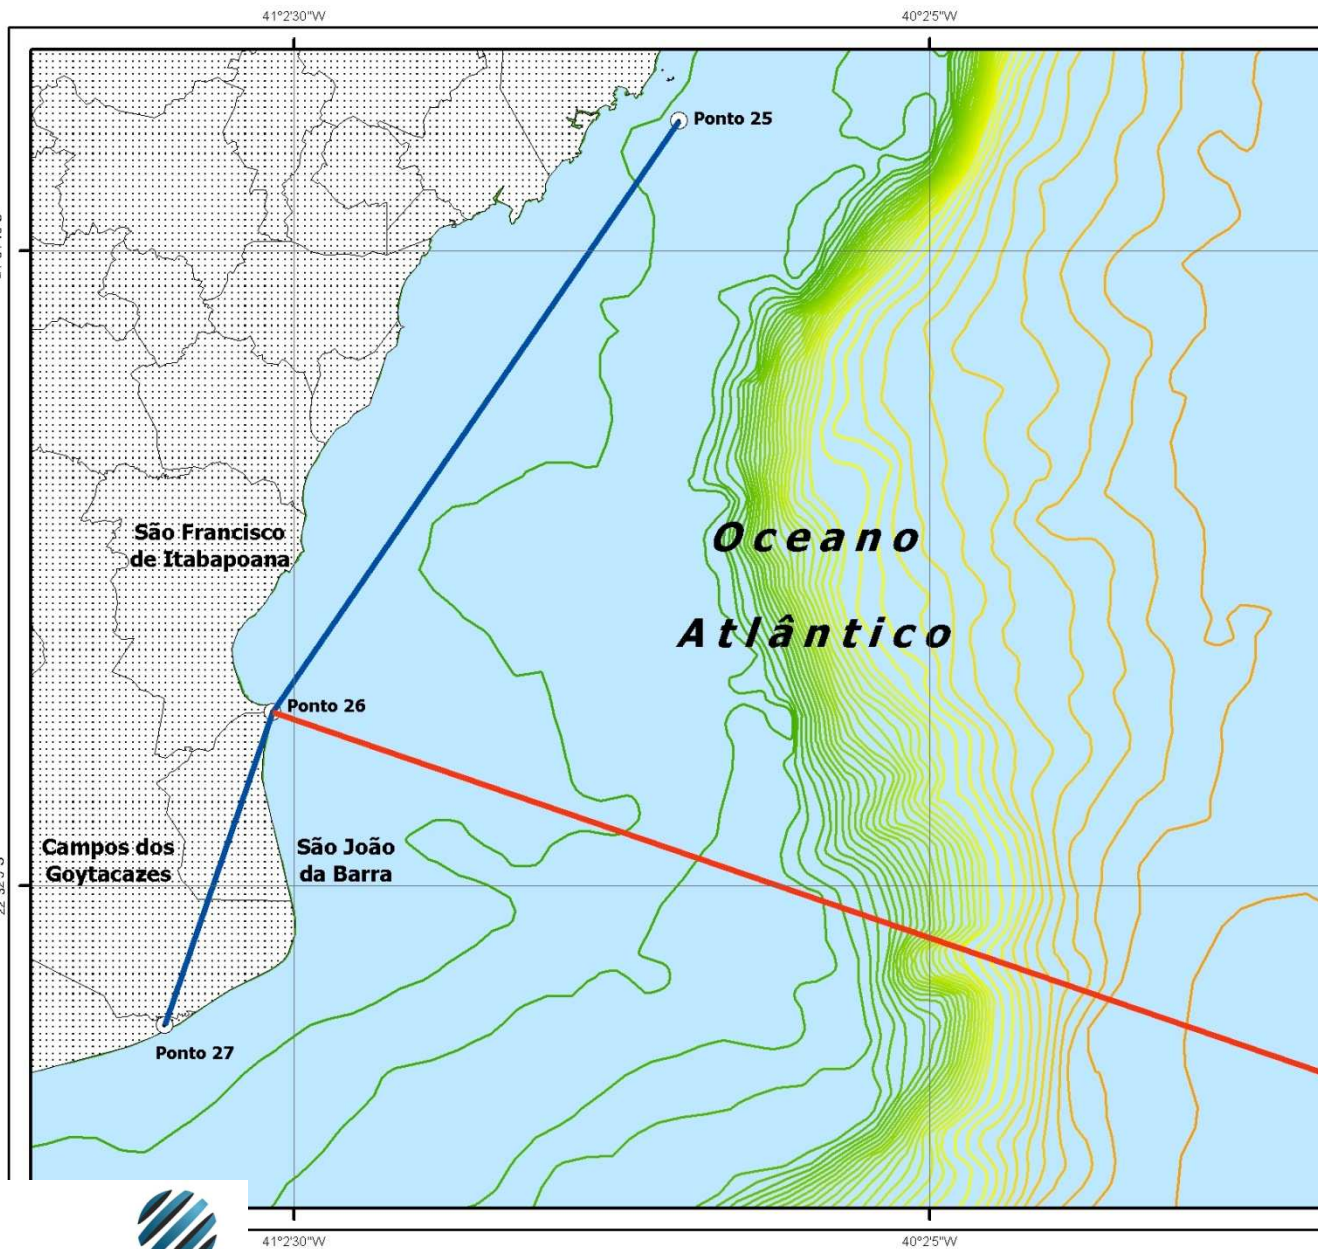 41°2'30"W
40°2'5"W
Ponto 25
São Francisco
de Itabapoana
Oceano
Atlântico
Ponto 26
Campos dos
Goytacazes
São João
da Barra
Ponto 27
41°2'30"W
40°2'5"W